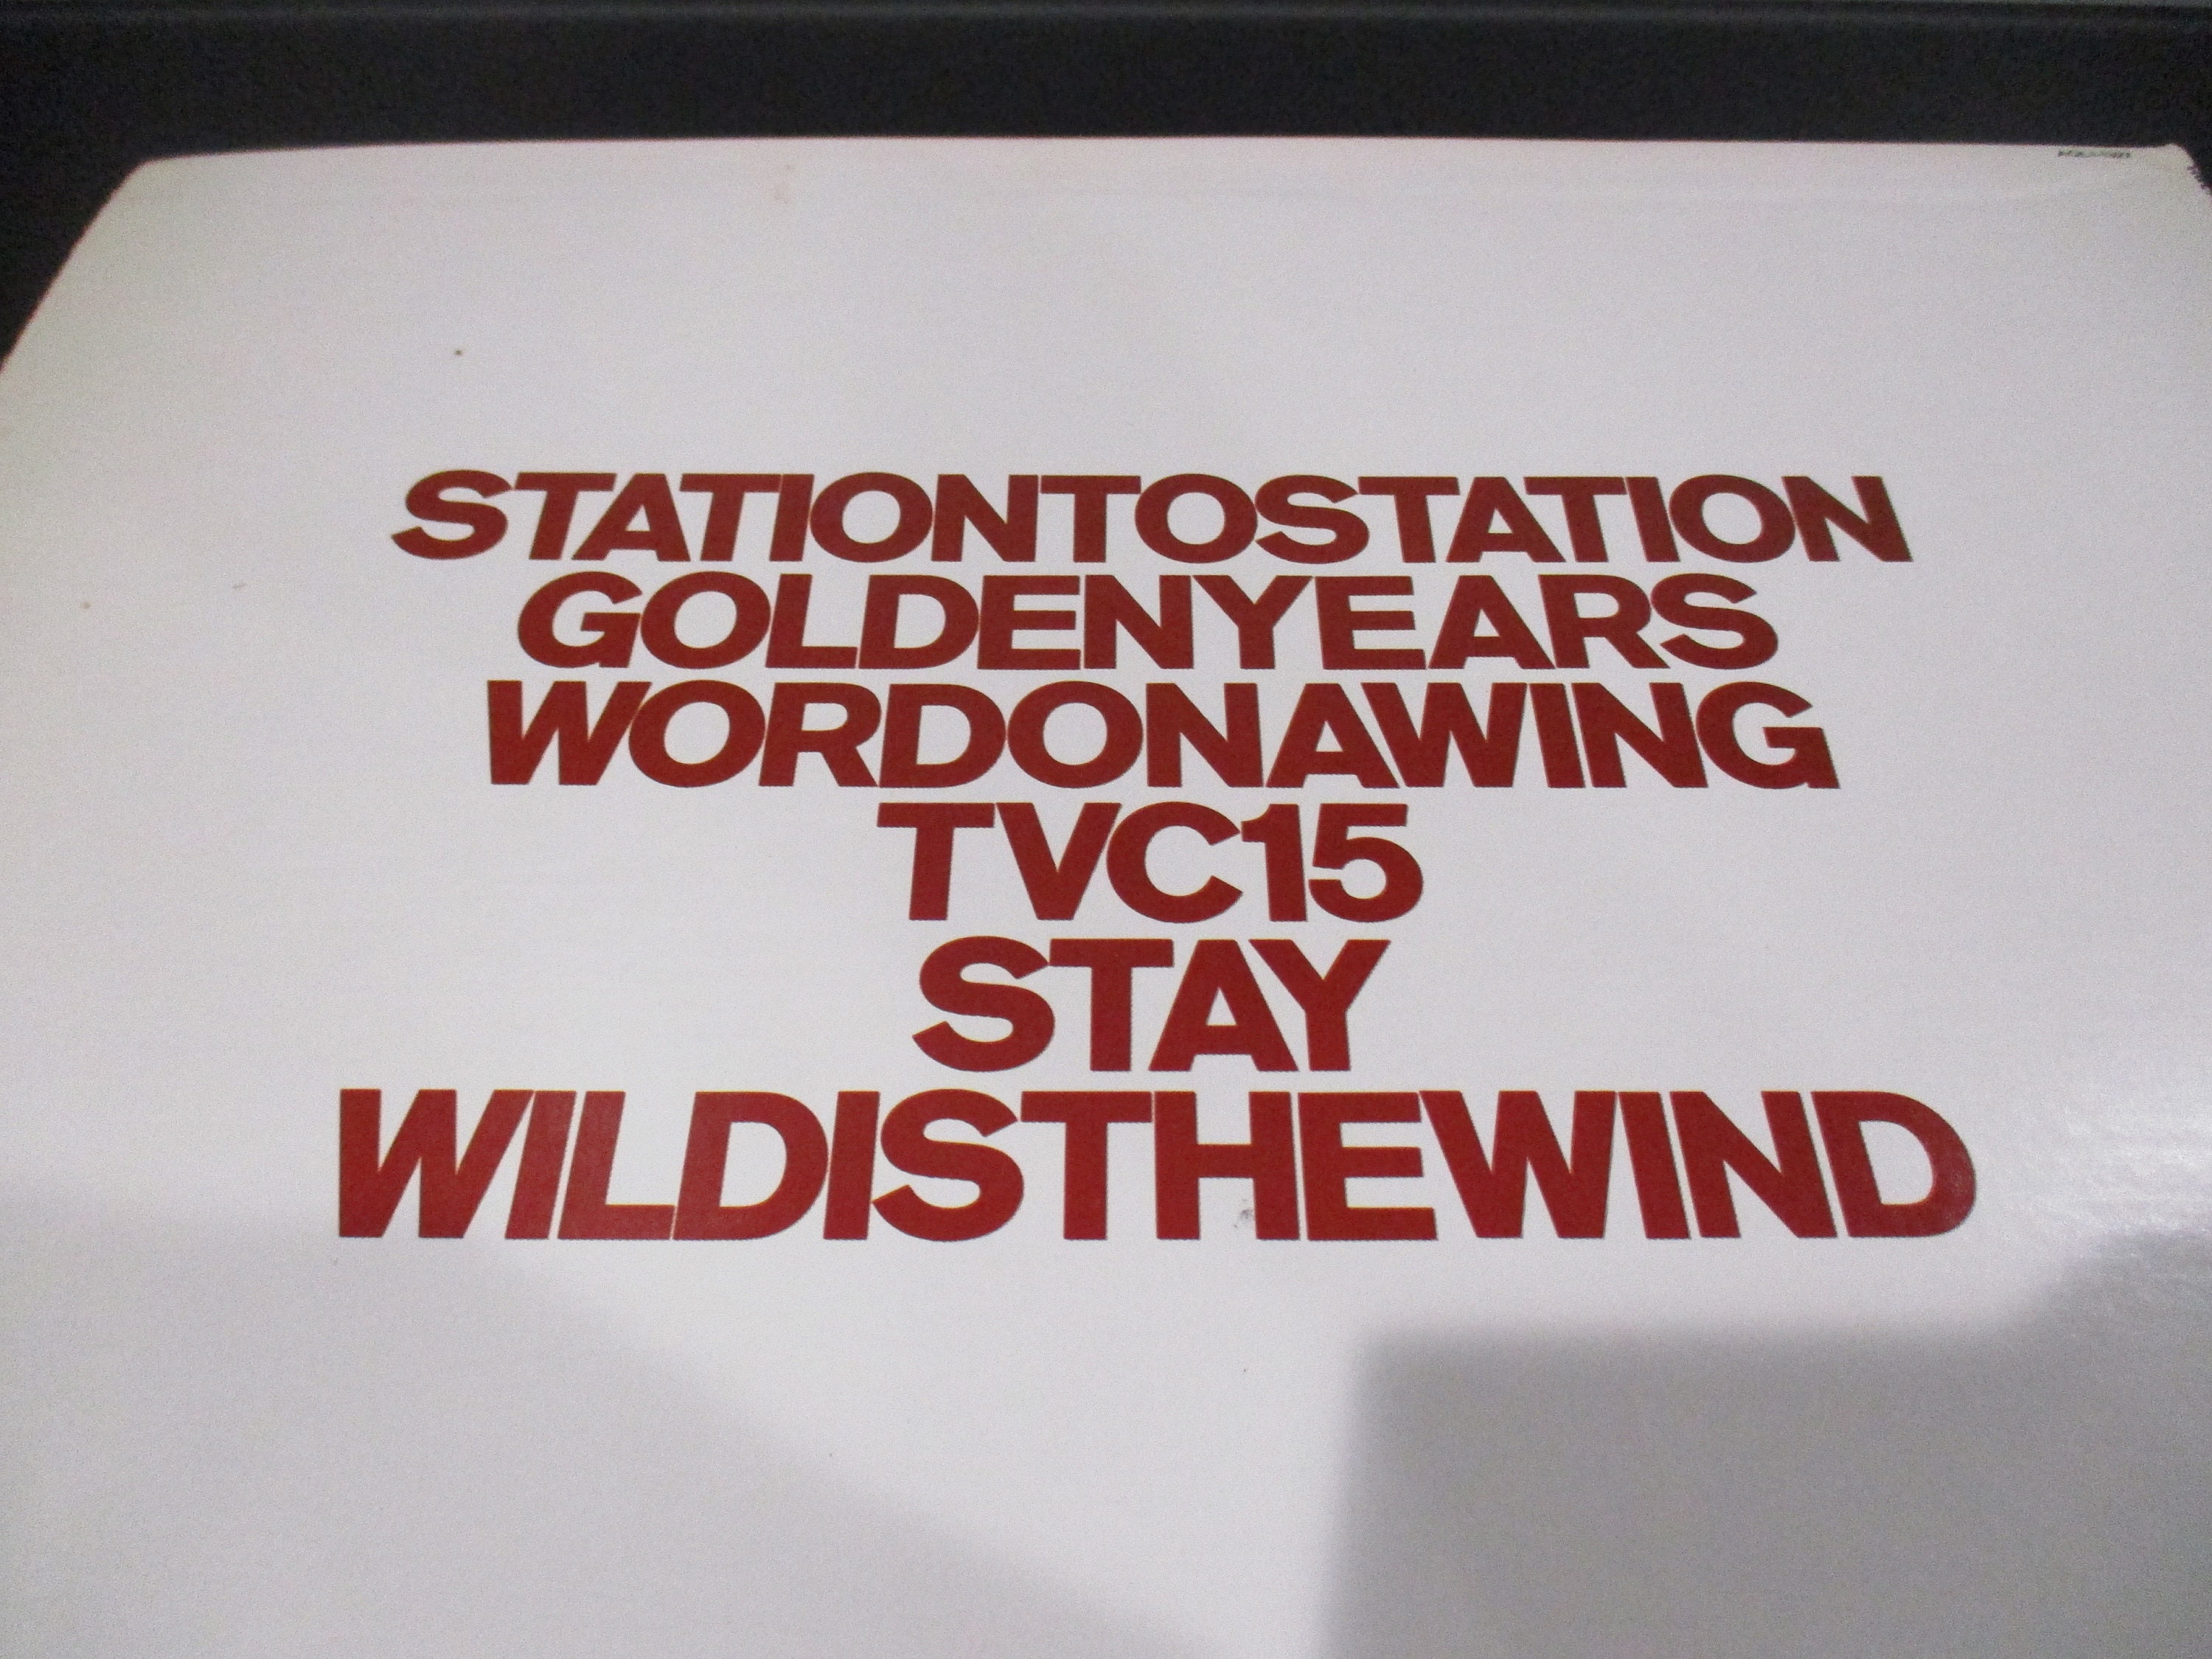 STATIONTOSTATION
GOLDENYEARS
WORDONAWING
TVC15
STAY
WILDISTHEWIND